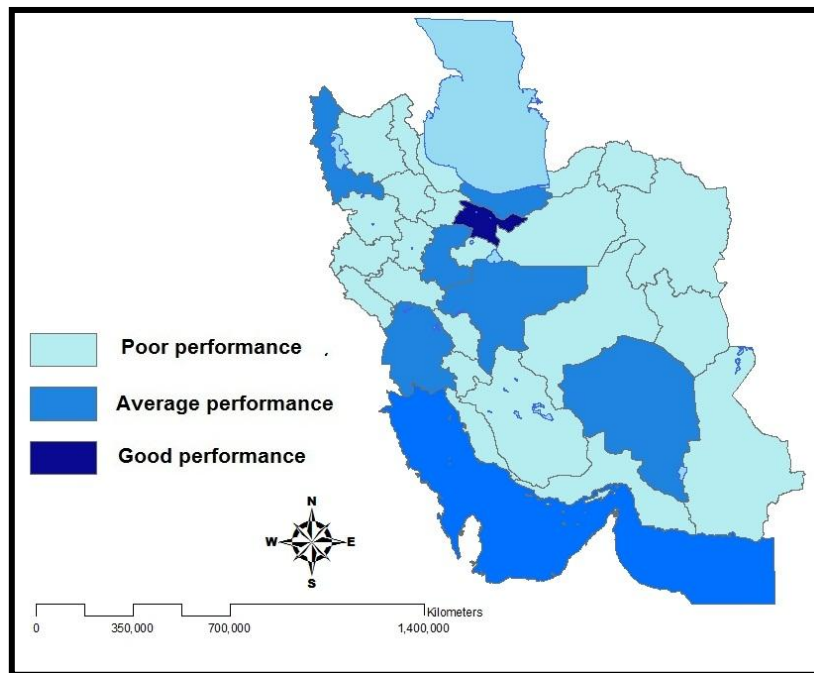 Poor performance
Average performance
Good performance
N
W E
S
Kilometers
0 350,000 700,000 1,400,000